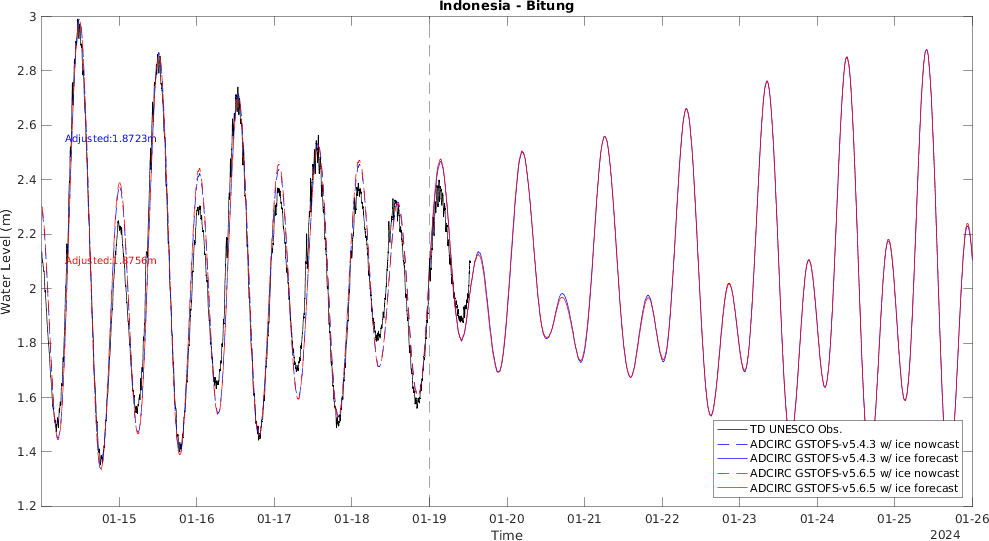 Indonesia - Bitung
Water Level (m)
3
2.8
2.6
2.4
2.2
2
1.8
1.6
1.4
1.2
Adjusted:1.8723m
Adjusted:1.8756m
TD UNESCO Obs.
ADCIRC GSTOFS-v5.4.3 w/ ice nowcast
ADCIRC GSTOFS-v5.4.3 w/ ice forecast
ADCIRC GSTOFS-v5.6.5 w/ ice nowcast
ADCIRC GSTOFS-v5.6.5 w/ ice forecast
01-15 01-16 01-17 01-18 01-19 01-20 01-21 01-22 01-23 01-24 01-25 01-26
Time
2024